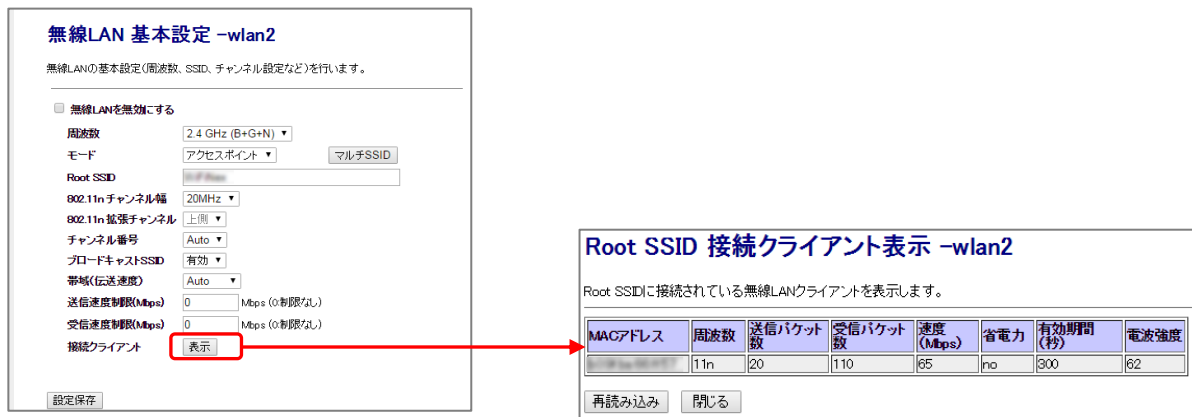 無線LAN 基本設定 -wlan2
無線LANの基本設定(周波数、SSID、チャンネル設定など)を行います。
無線LANを無効にする
周波数 2.4 GHz (B+G+N) ▼
モード アクセスポイント ▼ マルチSSID
Root SSID
802.11n チャンネル幅 20MHz ▼
802.11n 拡張チャンネル 上側 ▼
チャンネル番号 Auto ▼
ブロードキャストSSID 有効 ▼
帯域(伝送速度) Auto ▼
送信速度制限(Mbps) 0 Mbps (0:制限なし)
受信速度制限(Mbps) 0 Mbps (0:制限なし)
接続クライアント 表示
設定保存
Root SSID 接続クライアント表示 -wlan2
Root SSIDに接続されている無線LANクライアントを表示します。
MACアドレス 周波数 送信パケット数 受信パケット数 速度(Mbps) 省電力 有効期間(秒) 電波強度
11n 20 110 65 no 300 62
再読み込み 閉じる